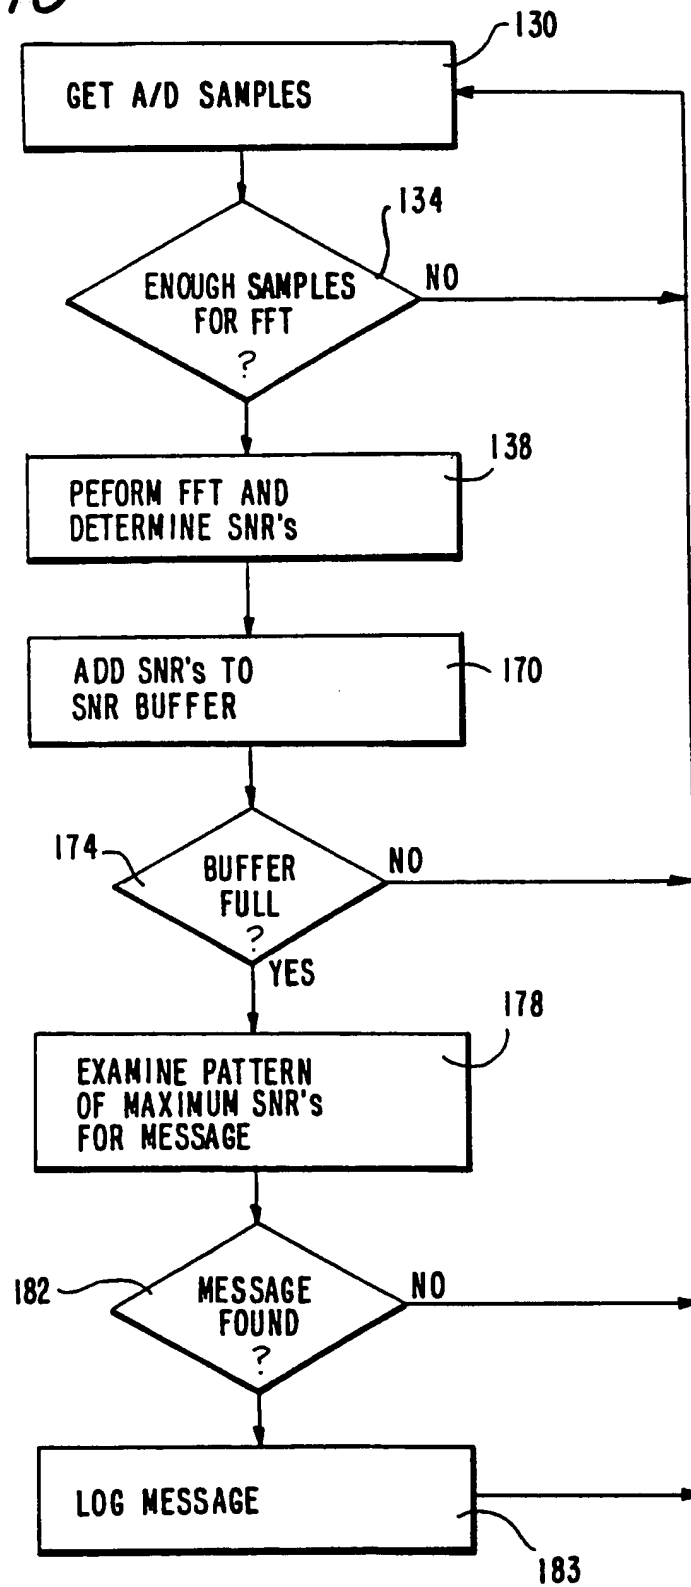 130
GET A/D SAMPLES
134
ENOUGH SAMPLES
FOR FFT
?
NO
138
PEFORM FFT AND
DETERMINE SNR's
ADD SNR's TO
SNR BUFFER
170
174
BUFFER
FULL
?
NO
YES
178
EXAMINE PATTERN
OF MAXIMUM SNR's
FOR MESSAGE
182
MESSAGE
FOUND
?
NO
LOG MESSAGE
183